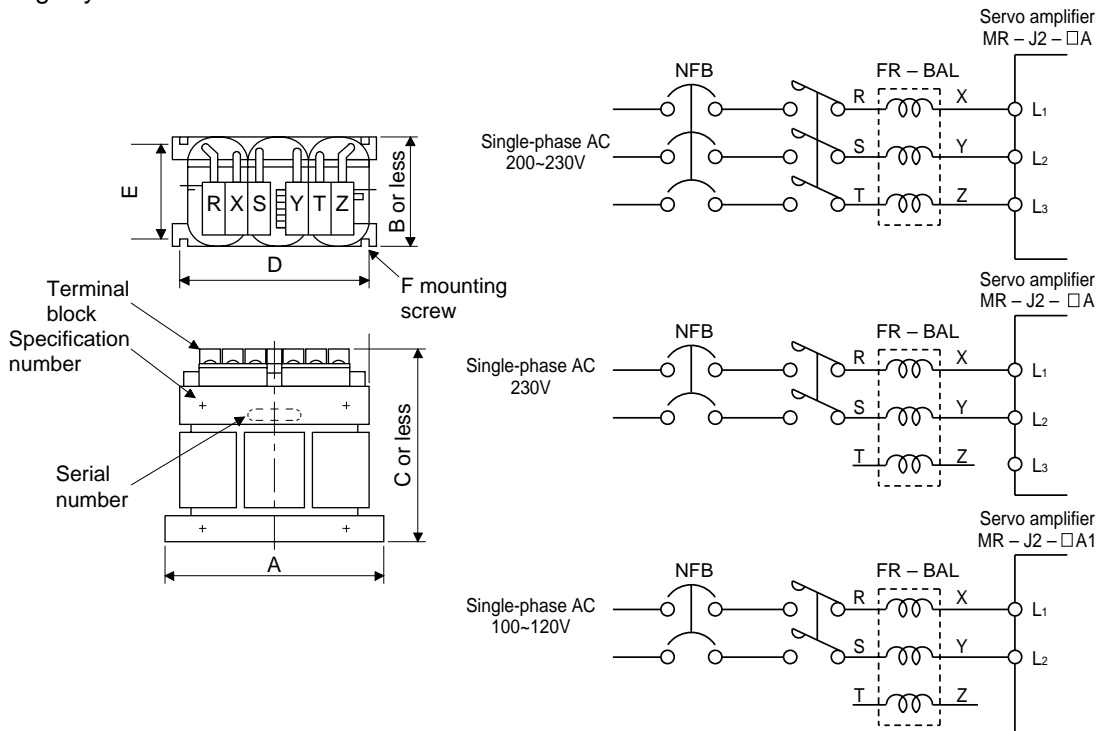 Servo amplifier
MR – J2 – □A
NFB
FR – BAL
R
X
L1
Single-phase AC
200~230V
S
Y
L2
T
Z
L3
E
R X S Y T Z
B or less
D
F mounting
screw
Terminal
block
Specification
number
Serial
number
C or less
A
Servo amplifier
MR – J2 – □A
NFB
FR – BAL
R
X
L1
Single-phase AC
230V
S
Y
L2
T
Z
L3
Servo amplifier
MR – J2 – □A1
NFB
FR – BAL
R
X
L1
Single-phase AC
100~120V
S
Y
L2
T
Z